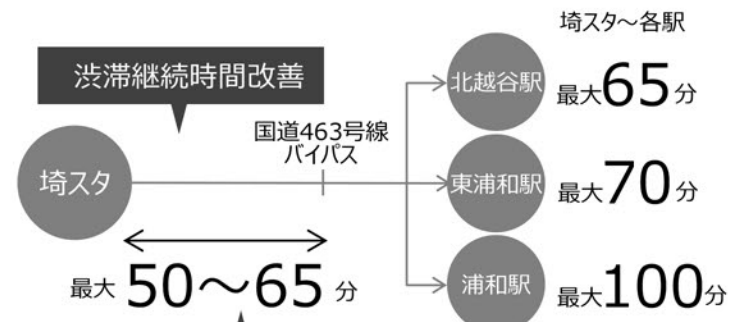 埼スタ～各駅
渋滞継続時間改善
北越谷駅
最大65分
国道463号線
バイパス
埼スタ
東浦和駅
最大70分
最大 50～65 分
浦和駅
最大100分